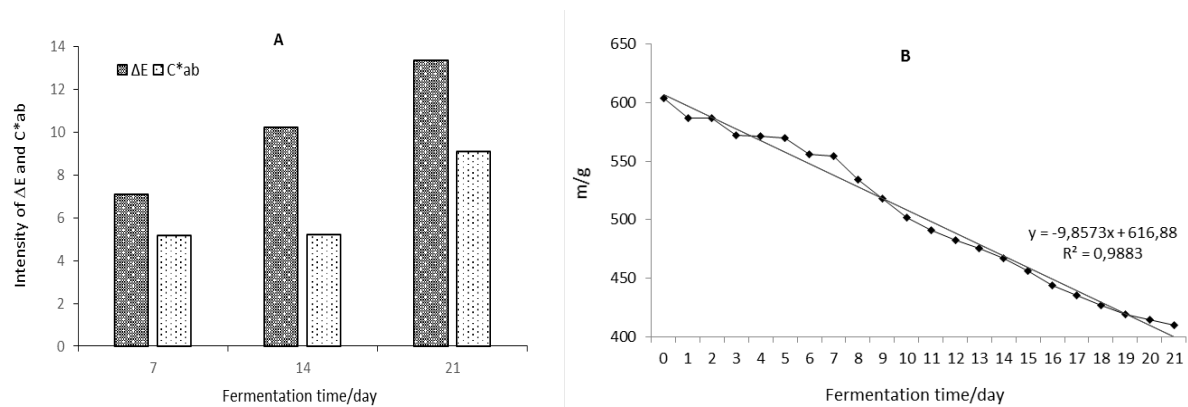 A
Intensity of ΔE and C*ab
14
12
10
8
6
4
2
0
ΔE C*ab
7 14 21
Fermentation time/day
B
m/g
650
600
550
500
450
400
y = -9,8573x + 616,88
R² = 0,9883
0 1 2 3 4 5 6 7 8 9 10 11 12 13 14 15 16 17 18 19 20 21
Fermentation time/day